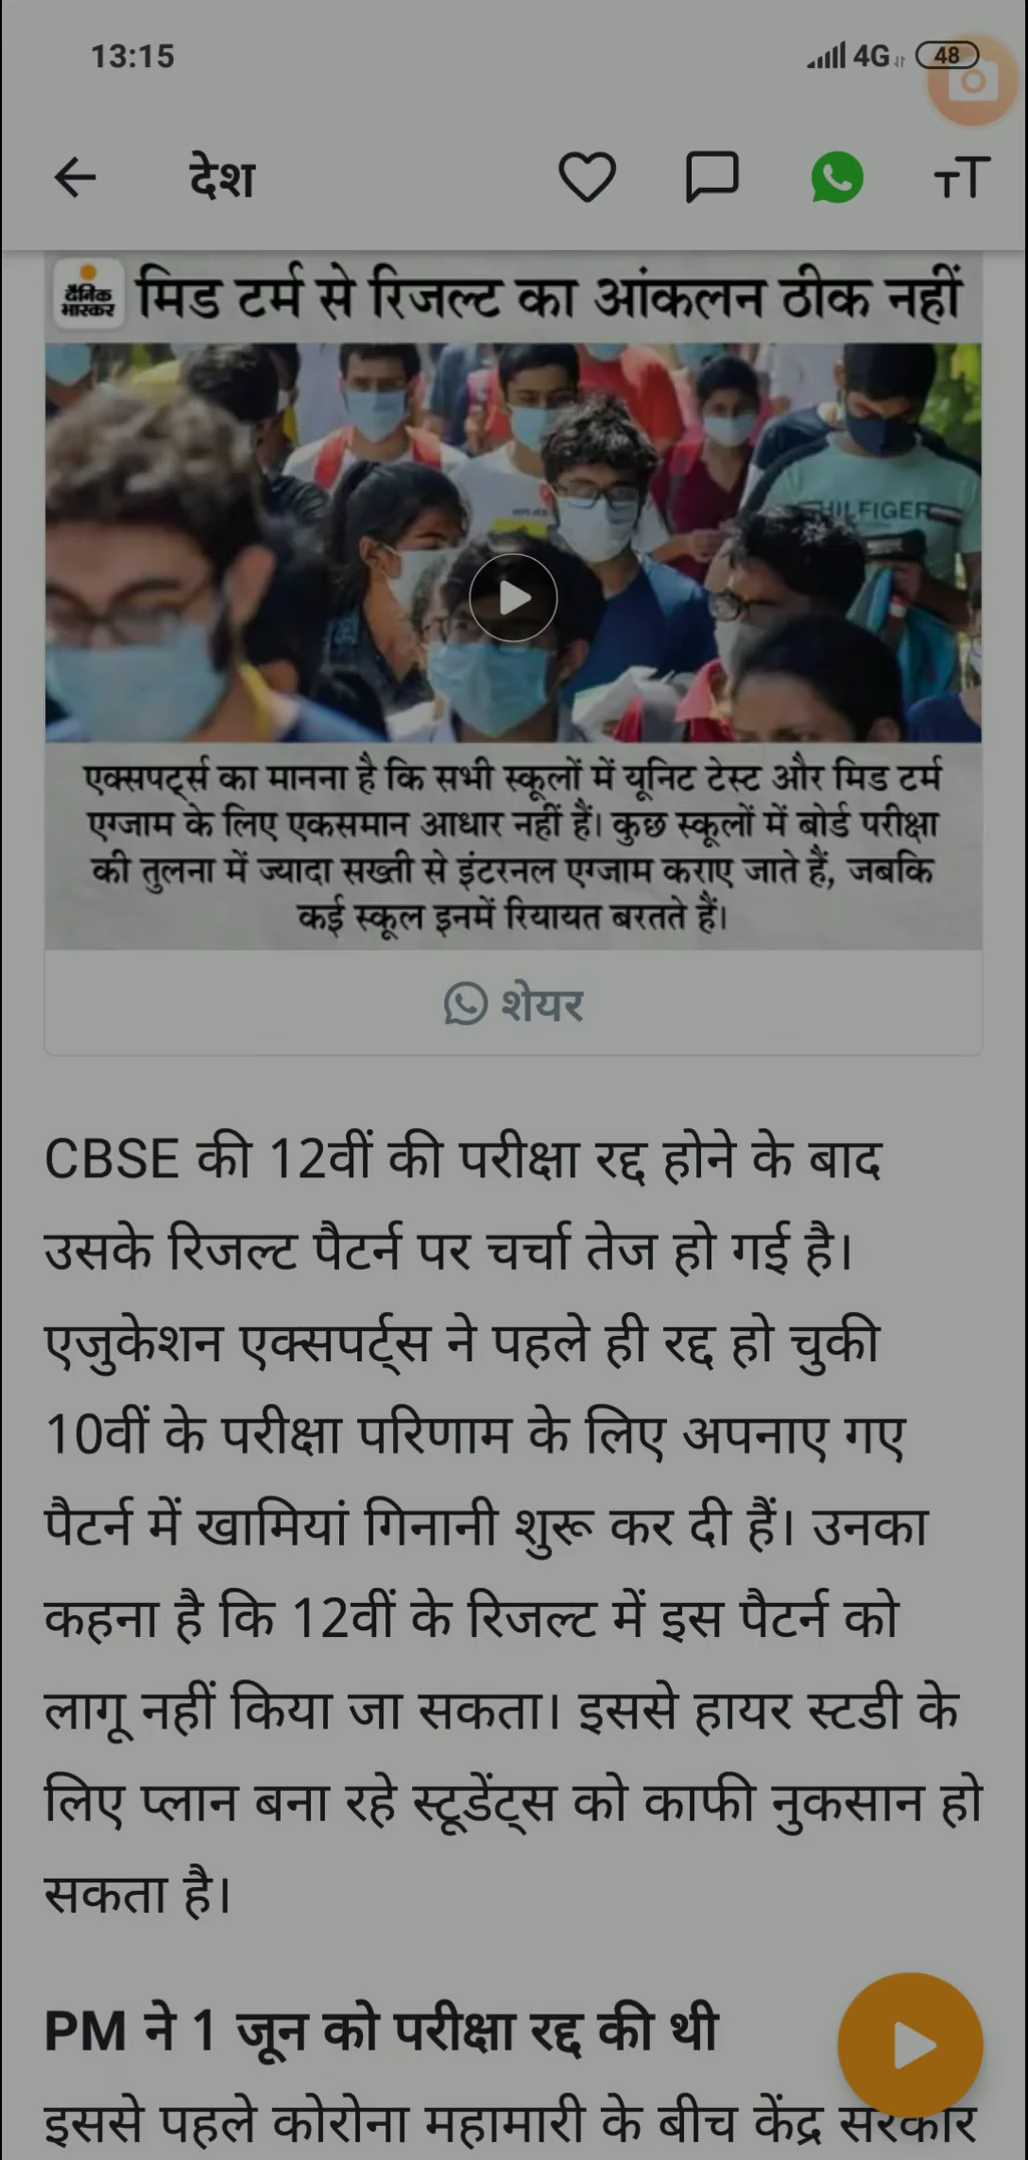 13:15
4G 48
देश
दैनिक भास्कर
मिड टर्म से रिजल्ट का आंकलन ठीक नहीं
HILFIGER
एक्सपर्ट्स का मानना है कि सभी स्कूलों में यूनिट टेस्ट और मिड टर्म
एग्जाम के लिए एकसमान आधार नहीं हैं। कुछ स्कूलों में बोर्ड परीक्षा
की तुलना में ज्यादा सख्ती से इंटरनल एग्जाम कराए जाते हैं, जबकि
कई स्कूल इनमें रियायत बरतते हैं।
शेयर
CBSE की 12वीं की परीक्षा रद्द होने के बाद
उसके रिजल्ट पैटर्न पर चर्चा तेज हो गई है।
एजुकेशन एक्सपर्ट्स ने पहले ही रद्द हो चुकी
10वीं के परीक्षा परिणाम के लिए अपनाए गए
पैटर्न में खामियां गिनानी शुरू कर दी हैं। उनका
कहना है कि 12वीं के रिजल्ट में इस पैटर्न को
लागू नहीं किया जा सकता। इससे हायर स्टडी के
लिए प्लान बना रहे स्टूडेंट्स को काफी नुकसान हो
सकता है।
PM ने 1 जून को परीक्षा रद्द की थी
इससे पहले कोरोना महामारी के बीच केंद्र सरकार